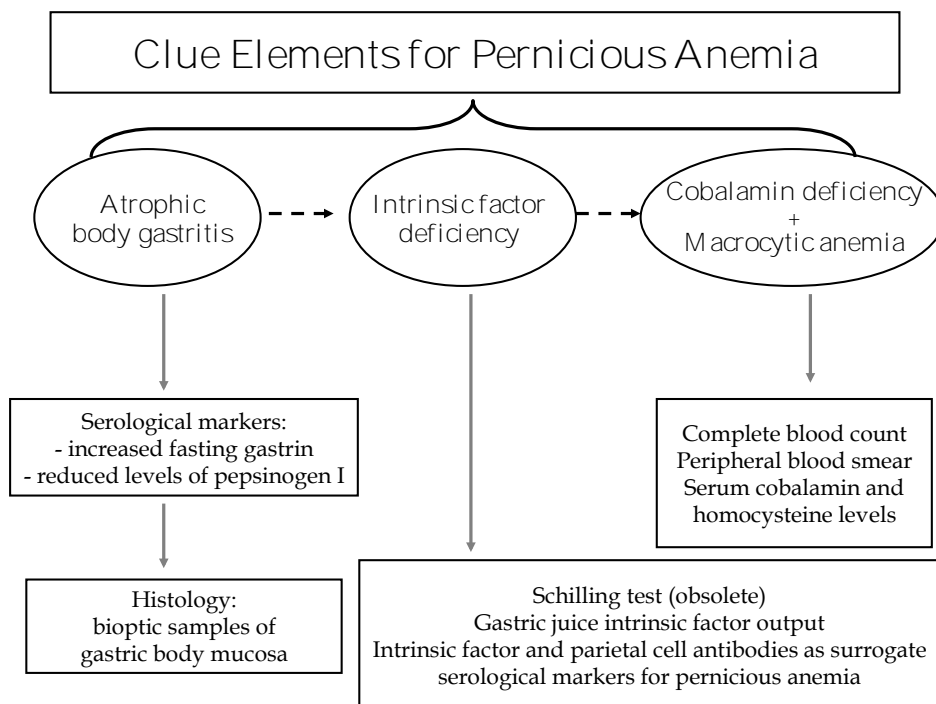 Clue Elements for Pernicious Anemia
Atrophic
body gastritis
Intrinsic factor
deficiency
Cobalamin deficiency
+
Macrocytic anemia
Serological markers:
- increased fasting gastrin
- reduced levels of pepsinogen I
Histology:
bioptic samples of
gastric body mucosa
Schilling test (obsolete)
Gastric juice intrinsic factor output
Intrinsic factor and parietal cell antibodies as surrogate
serological markers for pernicious anemia
Complete blood count
Peripheral blood smear
Serum cobalamin and
homocysteine levels